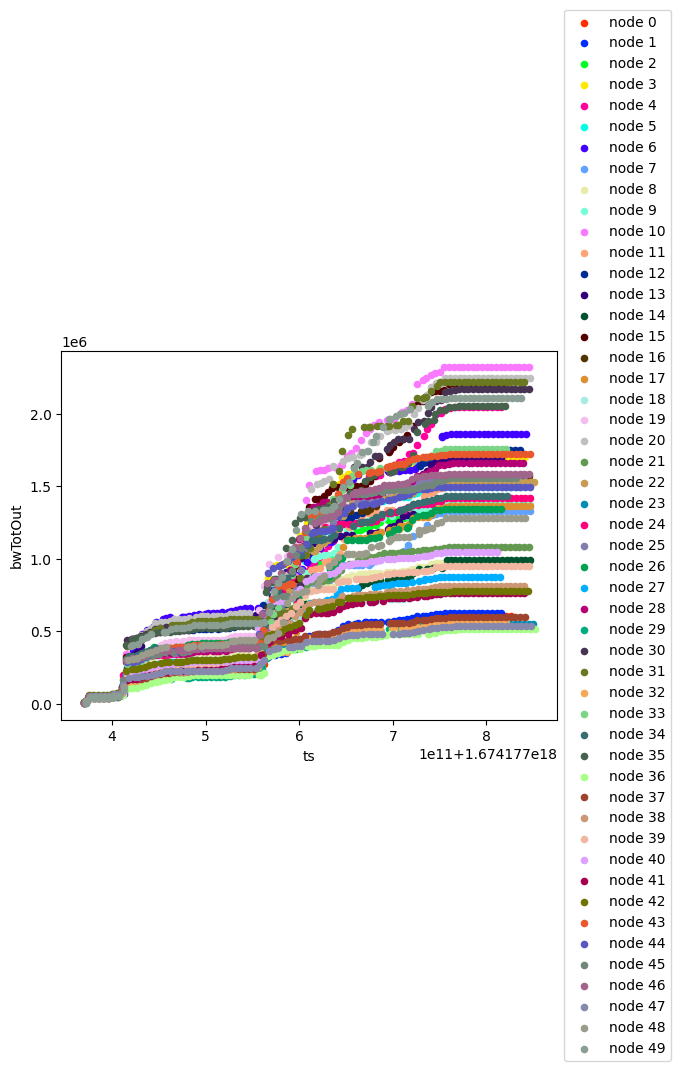 1e6
2.0
1.5
1.0
0.5
0.0
bwTotOut
4 5 6 7 8
ts
1e11+1.674177e18
node 0
node 1
node 2
node 3
node 4
node 5
node 6
node 7
node 8
node 9
node 10
node 11
node 12
node 13
node 14
node 15
node 16
node 17
node 18
node 19
node 20
node 21
node 22
node 23
node 24
node 25
node 26
node 27
node 28
node 29
node 30
node 31
node 32
node 33
node 34
node 35
node 36
node 37
node 38
node 39
node 40
node 41
node 42
node 43
node 44
node 45
node 46
node 47
node 48
node 49